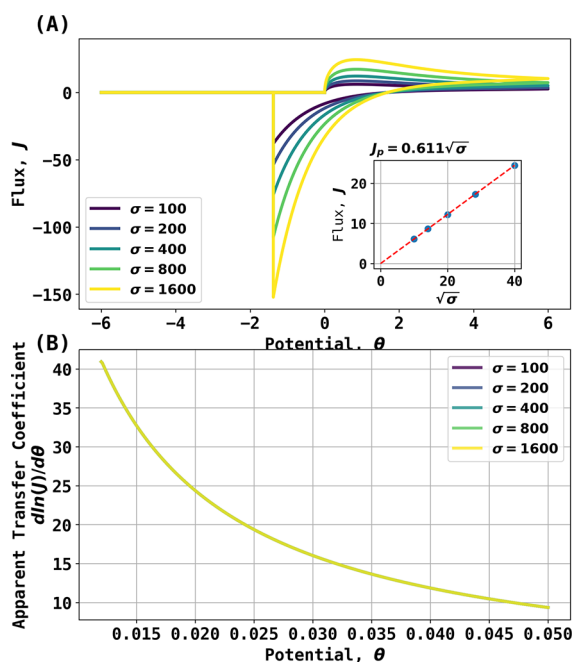 (A)
Flux, J
0
−50
−100
−150
σ = 100
σ = 200
σ = 400
σ = 800
σ = 1600
J_p = 0.611√σ
Flux, J
20
10
0
0 20 40
√σ
−6 −4 −2 0 2 4 6
Potential, θ
(B)
Apparent Transfer Coefficient
dln(J)/dθ
40
35
30
25
20
15
10
σ = 100
σ = 200
σ = 400
σ = 800
σ = 1600
0.015 0.020 0.025 0.030 0.035 0.040 0.045 0.050
Potential, θ